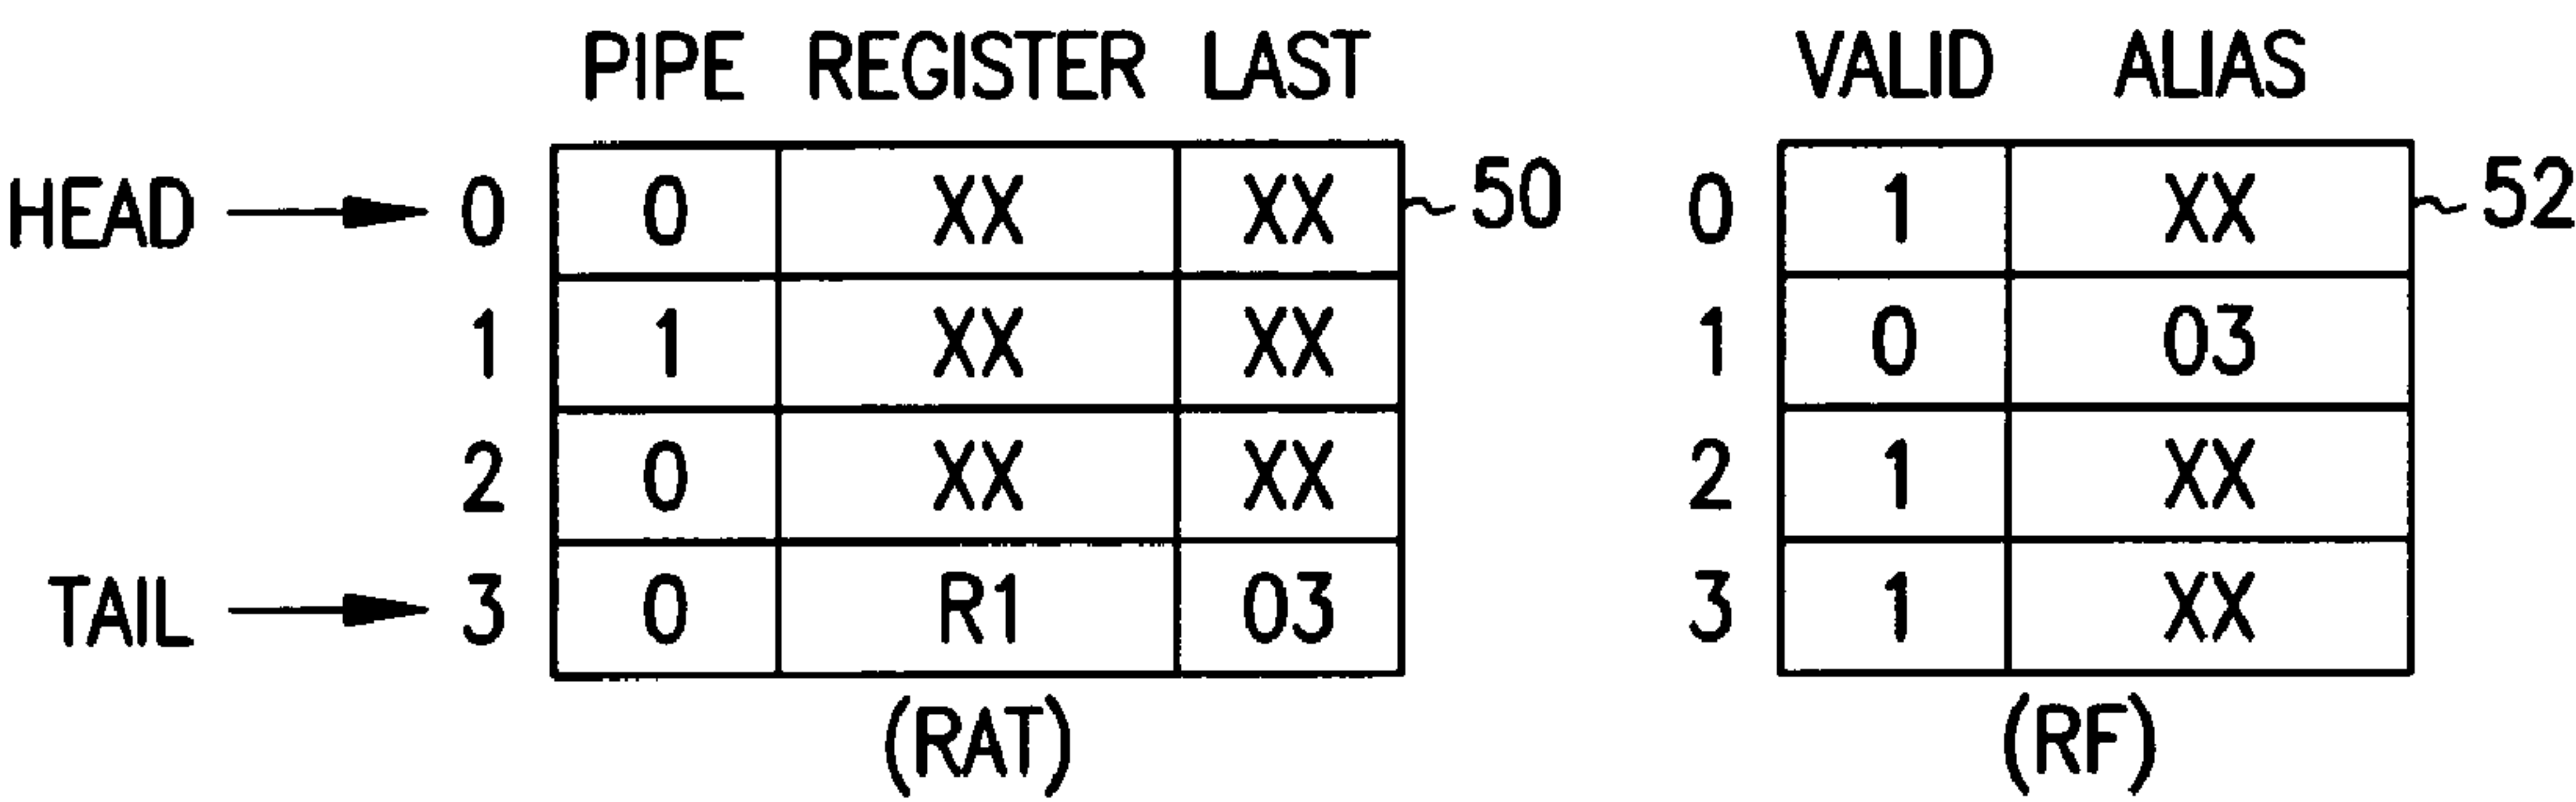 PIPE REGISTER LAST VALID ALIAS
HEAD 0 0 XX XX 50 0 1 XX 52
1 1 XX XX 1 0 03
2 0 XX XX 2 1 XX
TAIL 3 0 R1 03 3 1 XX
(RAT) (RF)